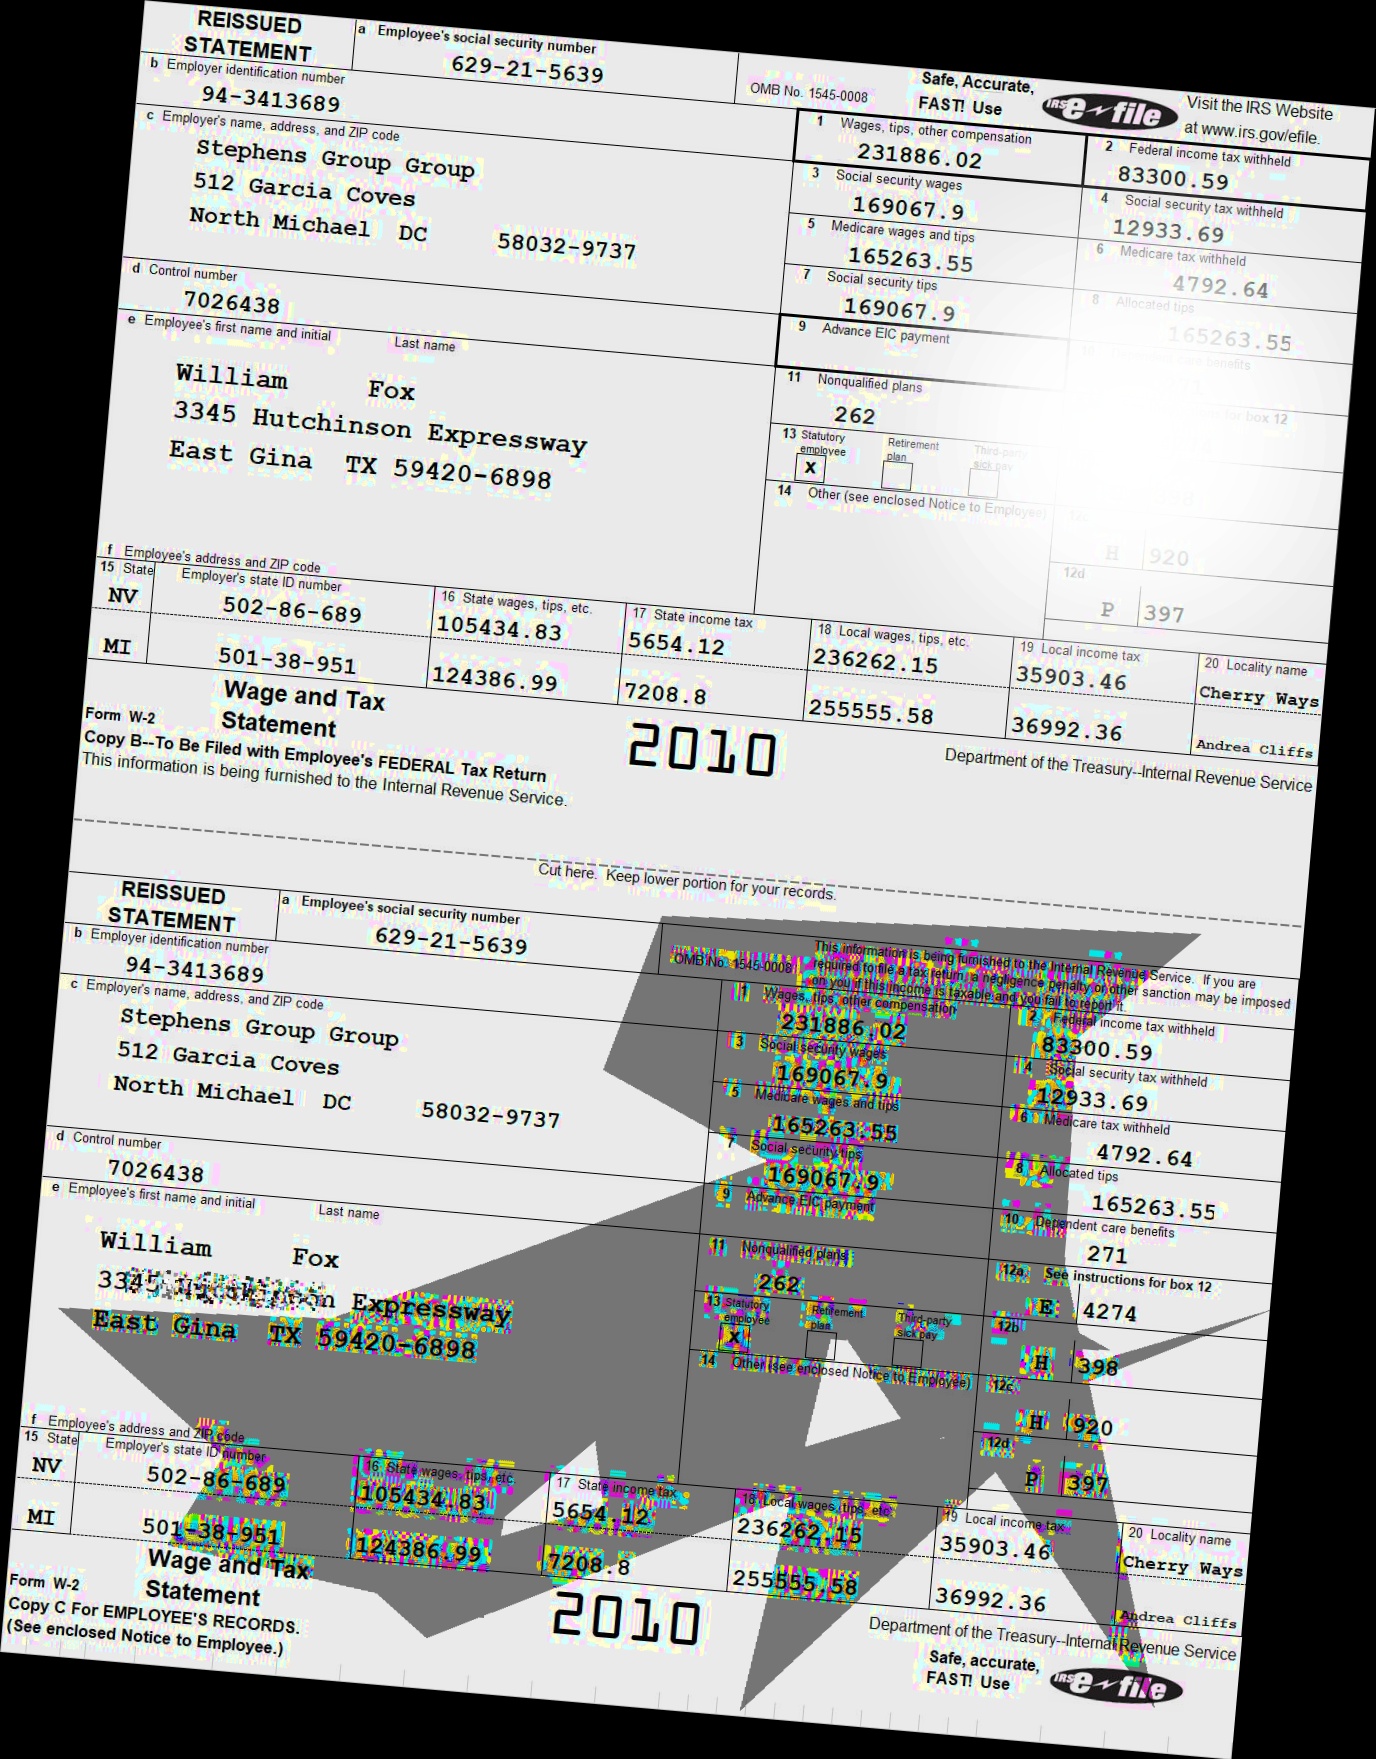 REISSUED
STATEMENT
a Employee's social security number
629-21-5639
OMB No. 1545-0008
Safe, Accurate,
FAST! Use
IRS e-file
Visit the IRS Website
at www.irs.gov/efile.
b Employer identification number
94-3413689
1 Wages, tips, other compensation
231886.02
2 Federal income tax withheld
83300.59
c Employer's name, address, and ZIP code
Stephens Group Group
512 Garcia Coves
North Michael DC 58032-9737
3 Social security wages
169067.9
4 Social security tax withheld
12933.69
5 Medicare wages and tips
165263.55
6 Medicare tax withheld
4792.64
7 Social security tips
169067.9
8 Allocated tips
165263.55
d Control number
7026438
9 Advance EIC payment
benefits
e Employee's first name and initial Last name
William Fox
3345 Hutchinson Expressway
East Gina TX 59420-6898
11 Nonqualified plans
262
for box 12
13 Statutory employee
x
Retirement plan
Third-party sick pay
14 Other (see enclosed Notice to Employee)
H 920
12d
P 397
f Employee's address and ZIP code
15 State Employer's state ID number
16 State wages, tips, etc.
17 State income tax
18 Local wages, tips, etc.
19 Local income tax
20 Locality name
NV 502-86-689 105434.83 5654.12 236262.15 35903.46 Cherry Ways
MI 501-38-951 124386.99 7208.8 255555.58 36992.36 Andrea Cliffs
Wage and Tax
Form W-2 Statement
2010
Department of the Treasury--Internal Revenue Service
Copy B--To Be Filed with Employee's FEDERAL Tax Return
This information is being furnished to the Internal Revenue Service.
Cut here. Keep lower portion for your records.
REISSUED
STATEMENT
a Employee's social security number
629-21-5639
OMB No. 1545-0008
This information is being furnished to the Internal Revenue Service. If you are
required to file a tax return, a negligence penalty or other sanction may be imposed
on you if this income is taxable and you fail to report it.
b Employer identification number
94-3413689
1 Wages, tips, other compensation
231886.02
2 Federal income tax withheld
83300.59
c Employer's name, address, and ZIP code
Stephens Group Group
512 Garcia Coves
North Michael DC 58032-9737
3 Social security wages
169067.9
4 Social security tax withheld
12933.69
5 Medicare wages and tips
165263.55
6 Medicare tax withheld
4792.64
7 Social security tips
169067.9
8 Allocated tips
165263.55
d Control number
7026438
9 Advance EIC payment
10 Dependent care benefits
271
e Employee's first name and initial Last name
William Fox
3345 Expressway
East Gina TX 59420-6898
11 Nonqualified plans
262
12a See instructions for box 12
E 4274
13 Statutory employee
x
Retirement plan
Third-party sick pay
12b
H 398
14 Other (see enclosed Notice to Employee)
12c
H 920
12d
P 397
f Employee's address and ZIP code
15 State Employer's state ID number
16 State wages, tips, etc.
17 State income tax
18 Local wages, tips, etc.
19 Local income tax
20 Locality name
NV 502-86-689 105434.83 5654.12 236262.15 35903.46 Cherry Ways
MI 501-38-951 124386.99 7208.8 255555.58 36992.36 Andrea Cliffs
Wage and Tax
Form W-2 Statement
2010
Department of the Treasury--Internal Revenue Service
Copy C For EMPLOYEE'S RECORDS.
(See enclosed Notice to Employee.)
Safe, accurate,
FAST! Use
IRS e-file